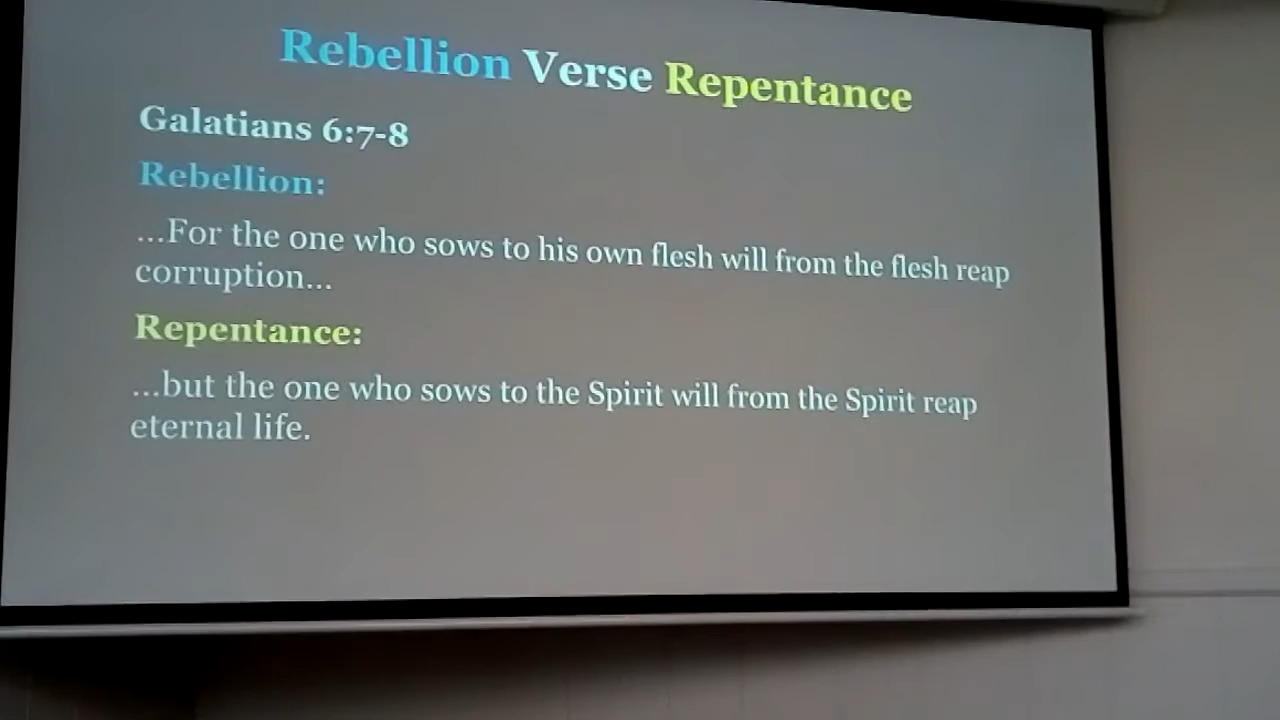 Rebellion Verse Repentance
Galatians 6:7-8
Rebellion:
...For the one who sows to his own flesh will from the flesh reap
corruption...
Repentance:
...but the one who sows to the Spirit will from the Spirit reap
eternal life.